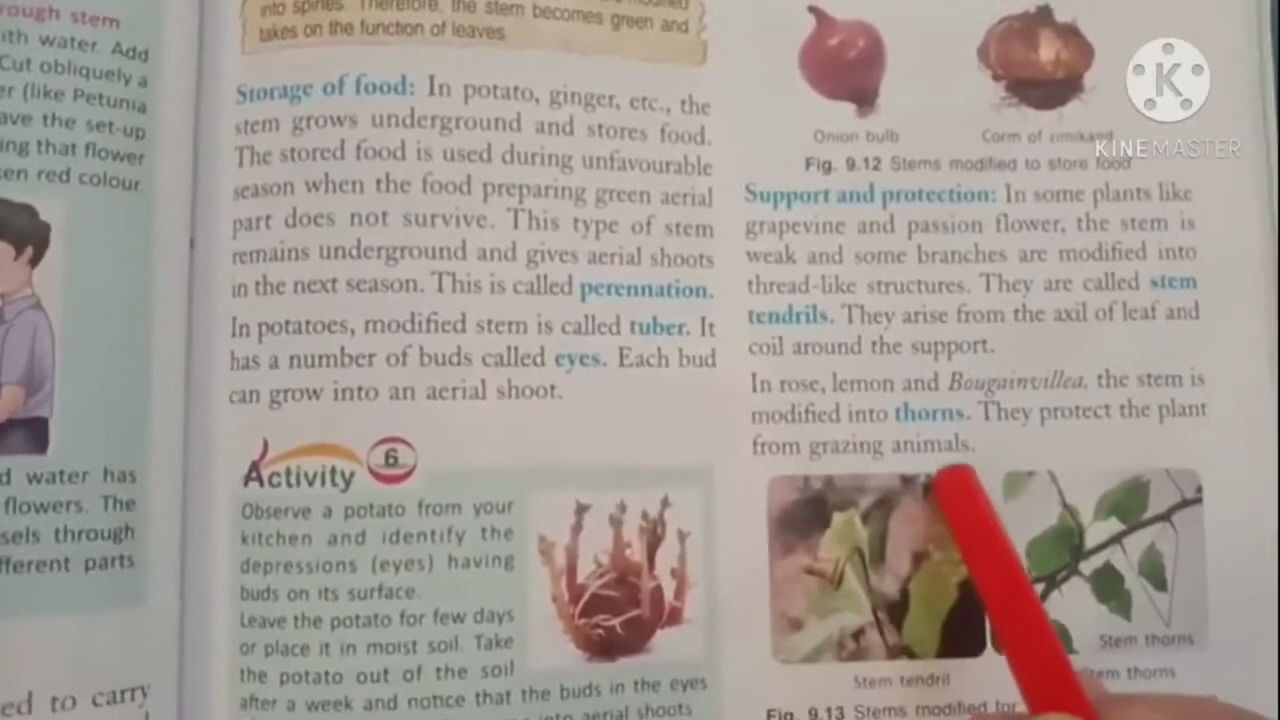 rough stem
ith water. Add
Cut obliquely a
er (like Petunia
ave the set-up
ing that flower
en red colour
d water has
flowers. The
sels through
fferent parts
ed to carry
into spines. Therefore, the stem becomes green and
takes on the function of leaves.
Storage of food: In potato, ginger, etc., the
stem grows underground and stores food.
The stored food is used during unfavourable
season when the food preparing green aerial
part does not survive. This type of stem
remains underground and gives aerial shoots
in the next season. This is called perennation.
In potatoes, modified stem is called tuber. It
has a number of buds called eyes. Each bud
can grow into an aerial shoot.
Activity 6
Observe a potato from your
kitchen and identify the
depressions (eyes) having
buds on its surface.
Leave the potato for few days
or place it in moist soil. Take
the potato out of the soil
after a week and notice that the buds in the eyes
into aerial shoots
Onion bulb
Corm of zimikand
Fig. 9.12 Stems modified to store food
Support and protection: In some plants like
grapevine and passion flower, the stem is
weak and some branches are modified into
thread-like structures. They are called stem
tendrils. They arise from the axil of leaf and
coil around the support.
In rose, lemon and Bougainvillea, the stem is
modified into thorns. They protect the plant
from grazing animals.
Stem thorns
Stem tendril
tem thorns
Fig. 9.13 Stems modified for
K
KINEMASTER